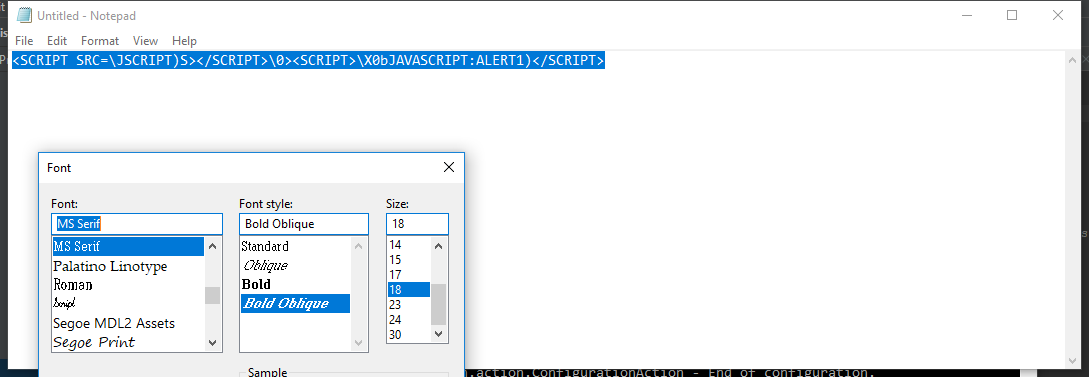 Untitled - Notepad
File Edit Format View Help
<SCRIPT SRC=\JSCRIPT)S></SCRIPT>\0><SCRIPT>\X0bJAVASCRIPT:ALERT1)</SCRIPT>
Font
Font: Font style: Size:
MS Serif Bold Oblique 18
MS Serif Standard 14
Palatino Linotype Oblique 15
Roman Bold 17
Script Bold Oblique 18
Segoe MDL2 Assets 23
Segoe Print 24
30
Sample
.action.ConfigurationAction - End of configuration.